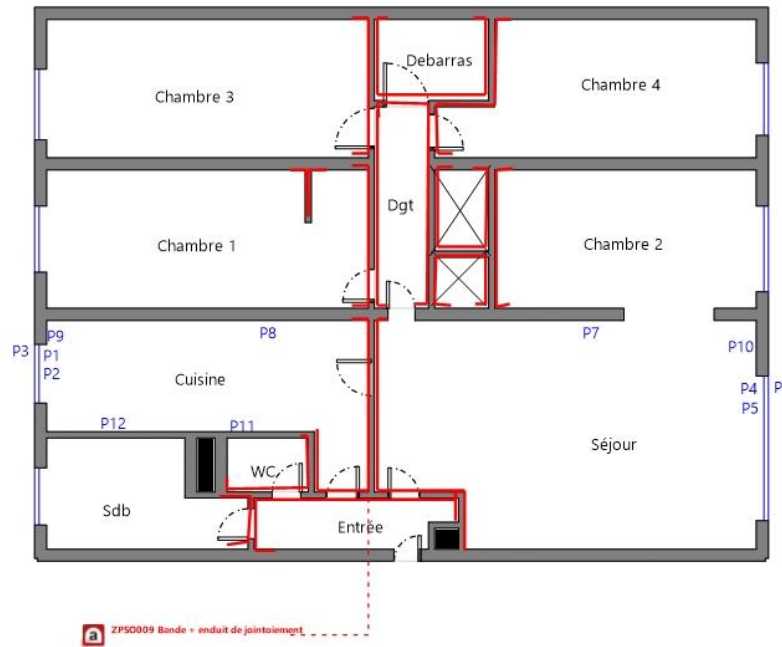 Debarras
Chambre 3
Chambre 4
Dgt
Chambre 1
Chambre 2
P3
P9
P8
P7
P1
P10
P2
Cuisine
P4
P
P5
P12
P11
Séjour
WC
Sdb
Entrée
a
ZPSO009 Bande + enduit de jointoiement